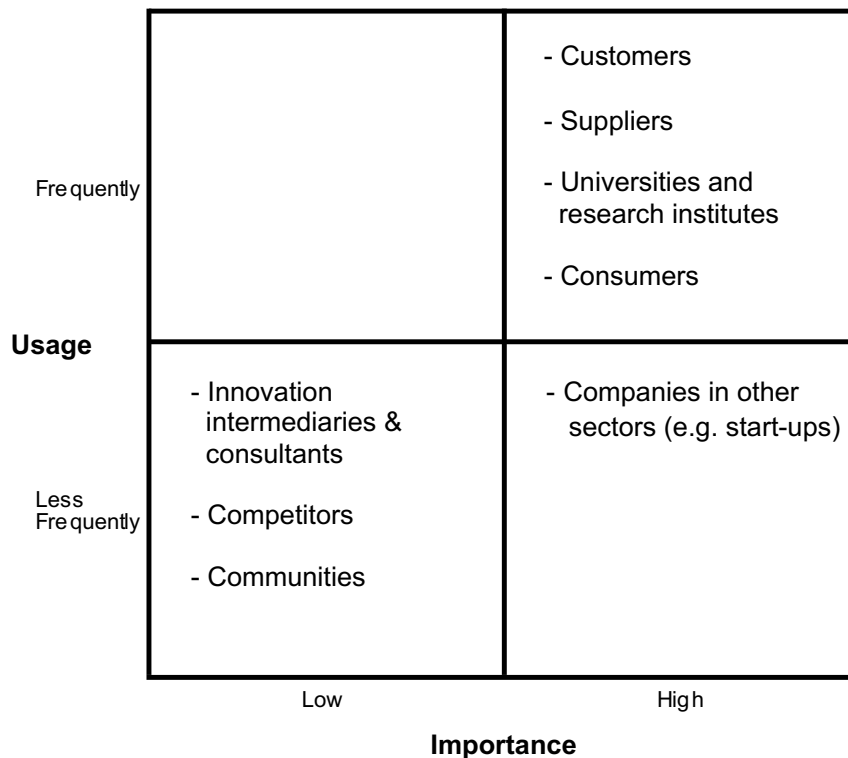 - Customers
- Suppliers
- Universities and
research institutes
- Consumers
Frequently
Usage
- Innovation
intermediaries &
consultants
- Competitors
- Communities
- Companies in other
sectors (e.g. start-ups)
Less
Frequently
Low
High
Importance